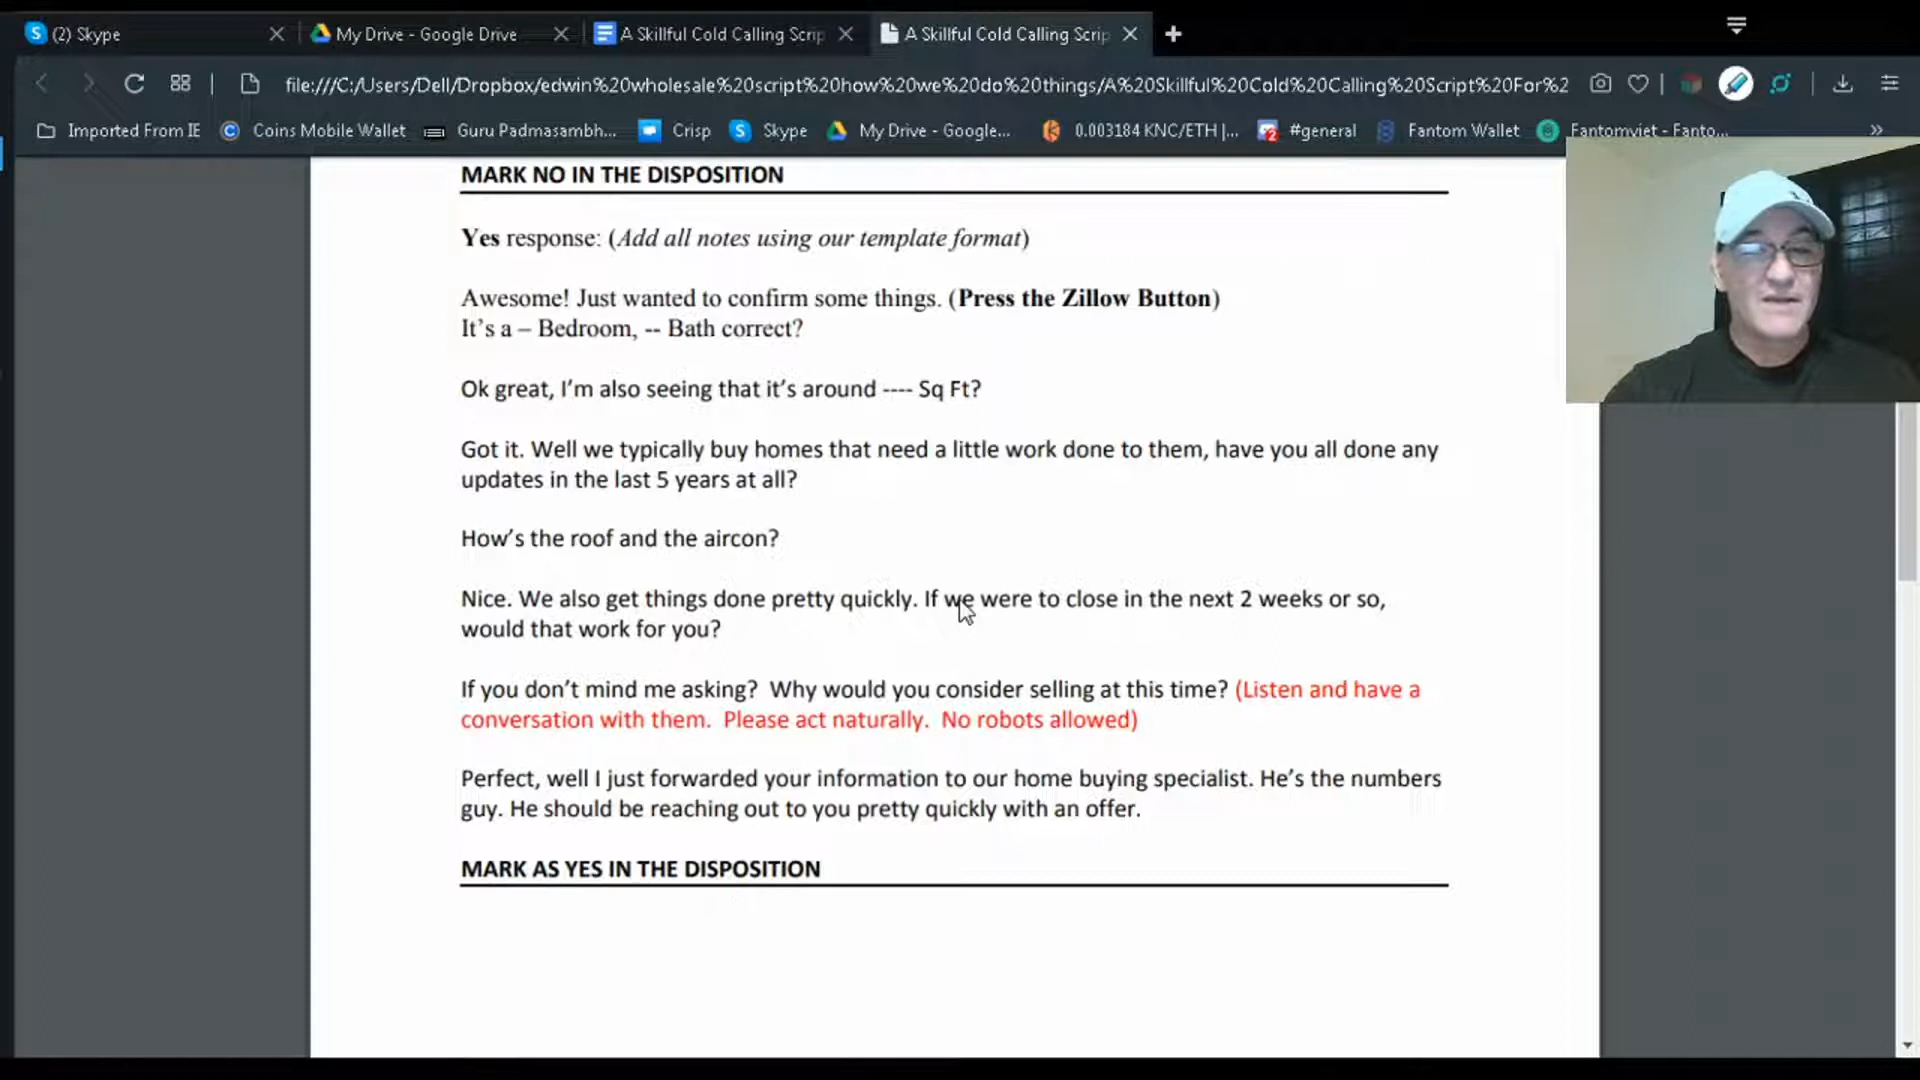 (2) Skype
My Drive - Google Drive
A Skillful Cold Calling Scrip
A Skillful Cold Calling Scrip
file:///C:/Users/Dell/Dropbox/edwin%20wholesale%20script%20how%20we%20do%20things/A%20Skillful%20Cold%20Calling%20Script%20For%2
Imported From IE
Coins Mobile Wallet
Guru Padmasambh...
Crisp
Skype
My Drive - Google...
0.003184 KNC/ETH |...
#general
Fantom Wallet
Fantomviet - Fanto...
MARK NO IN THE DISPOSITION
Yes response: (Add all notes using our template format)
Awesome! Just wanted to confirm some things. (Press the Zillow Button)
It's a – Bedroom, -- Bath correct?
Ok great, I'm also seeing that it's around ---- Sq Ft?
Got it. Well we typically buy homes that need a little work done to them, have you all done any
updates in the last 5 years at all?
How's the roof and the aircon?
Nice. We also get things done pretty quickly. If we were to close in the next 2 weeks or so,
would that work for you?
If you don't mind me asking?  Why would you consider selling at this time? (Listen and have a
conversation with them.  Please act naturally.  No robots allowed)
Perfect, well I just forwarded your information to our home buying specialist. He's the numbers
guy. He should be reaching out to you pretty quickly with an offer.
MARK AS YES IN THE DISPOSITION